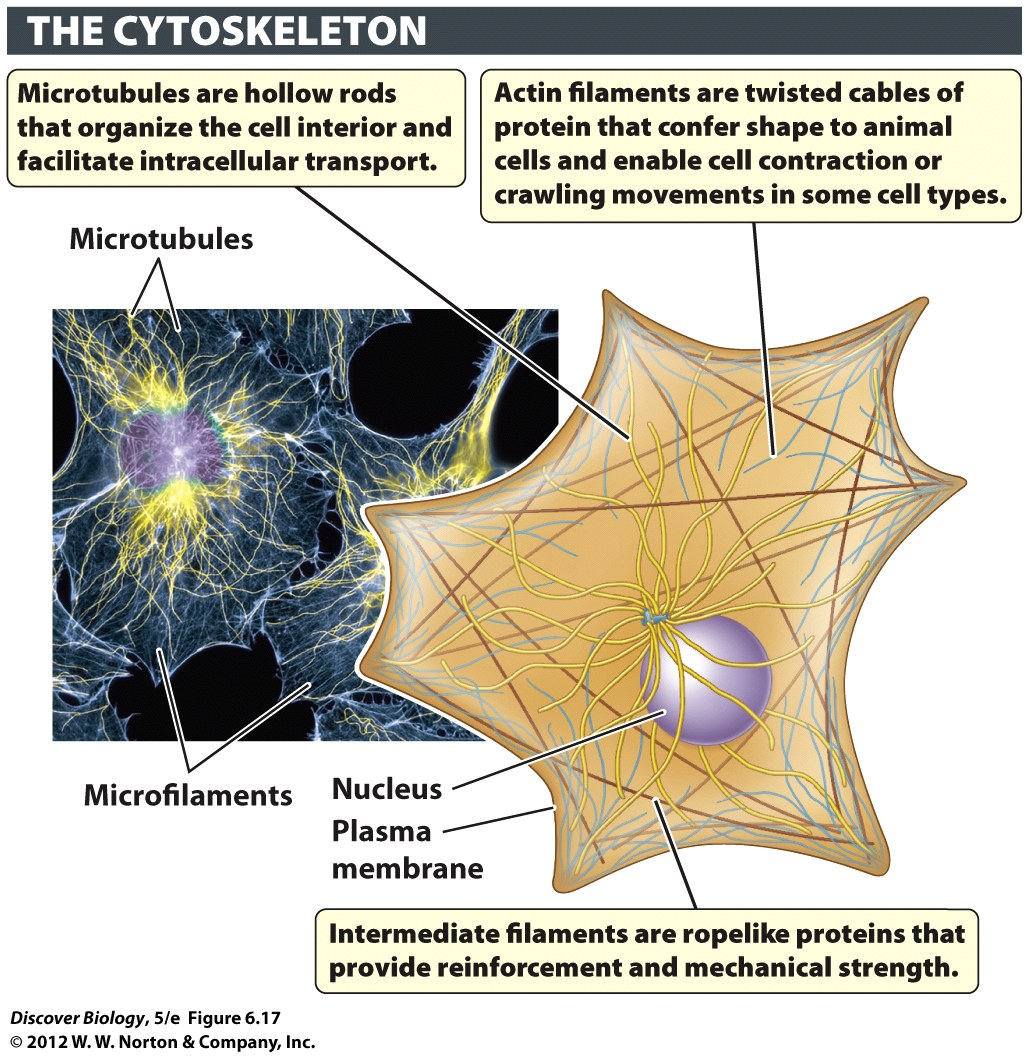 THE CYTOSKELETON
Microtubules are hollow rods
that organize the cell interior and
facilitate intracellular transport.
Actin filaments are twisted cables of
protein that confer shape to animal
cells and enable cell contraction or
crawling movements in some cell types.
Microtubules
Microfilaments
Nucleus
Plasma
membrane
Intermediate filaments are ropelike proteins that
provide reinforcement and mechanical strength.
Discover Biology, 5/e Figure 6.17
© 2012 W. W. Norton & Company, Inc.